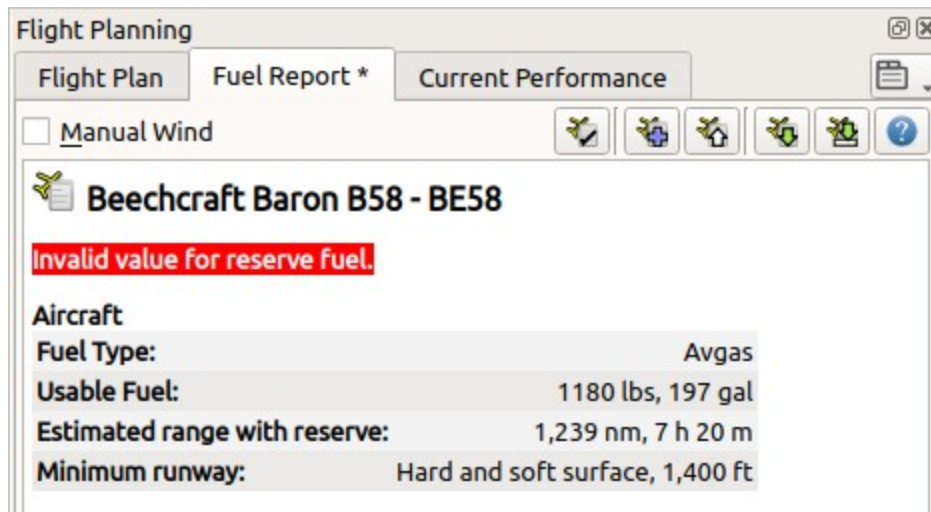 Flight Planning
Flight Plan
Fuel Report *
Current Performance
Manual Wind
?
Beechcraft Baron B58 - BE58
Invalid value for reserve fuel.
Aircraft
Fuel Type: Avgas
Usable Fuel: 1180 lbs, 197 gal
Estimated range with reserve: 1,239 nm, 7 h 20 m
Minimum runway: Hard and soft surface, 1,400 ft